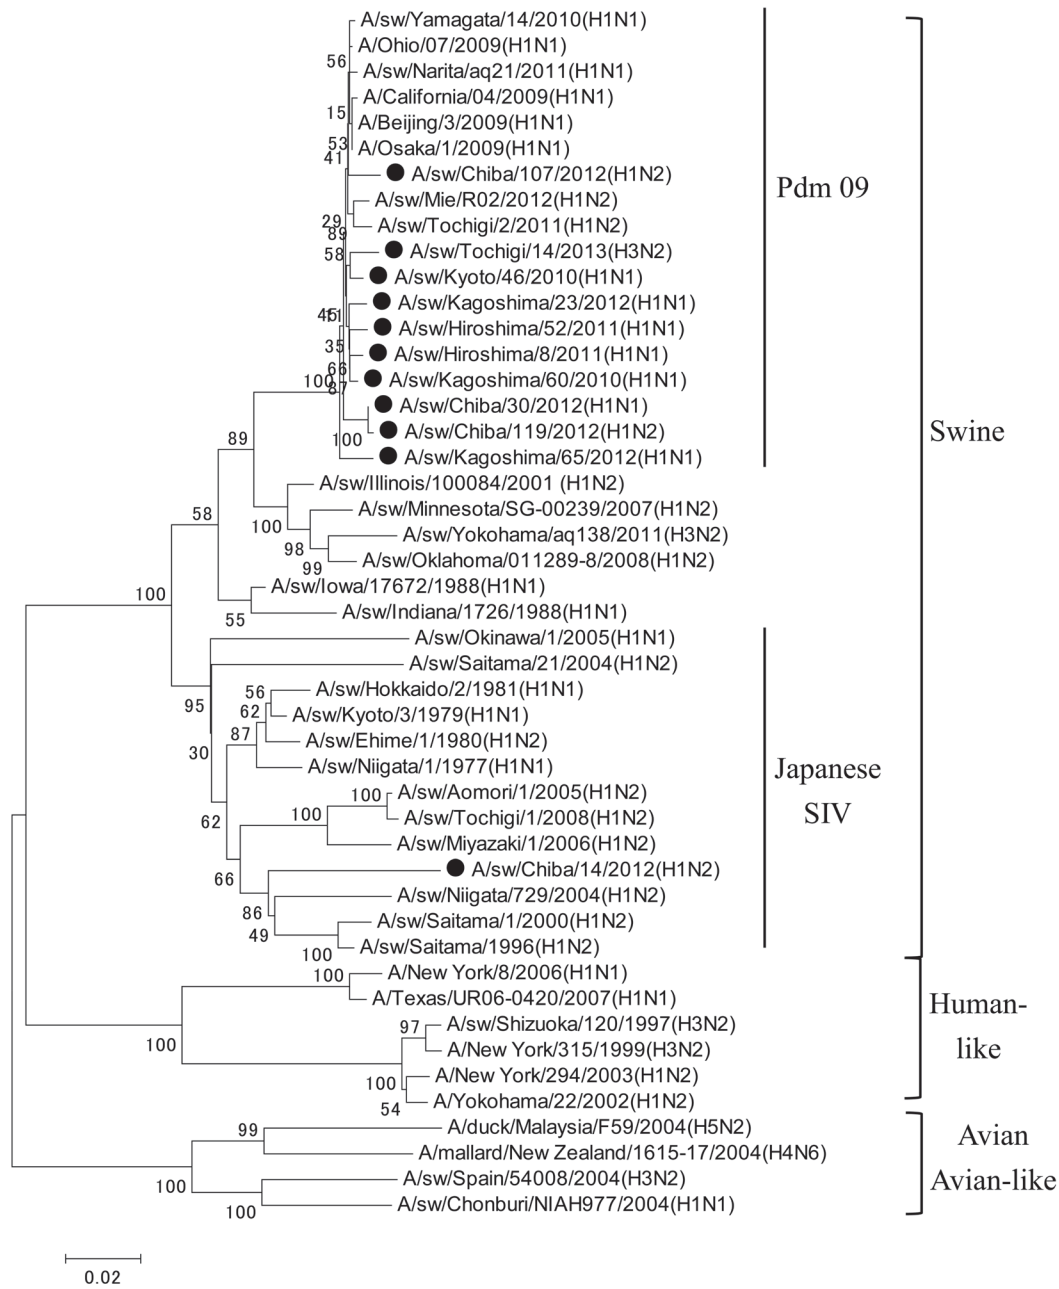 A/sw/Yamagata/14/2010(H1N1)
A/Ohio/07/2009(H1N1)
56
A/sw/Narita/aq21/2011(H1N1)
A/California/04/2009(H1N1)
15
A/Beijing/3/2009(H1N1)
53
A/Osaka/1/2009(H1N1)
41
A/sw/Chiba/107/2012(H1N2)
Pdm 09
A/sw/Mie/R02/2012(H1N2)
29
A/sw/Tochigi/2/2011(H1N2)
89
58
A/sw/Tochigi/14/2013(H3N2)
A/sw/Kyoto/46/2010(H1N1)
A/sw/Kagoshima/23/2012(H1N1)
A/sw/Hiroshima/52/2011(H1N1)
35
A/sw/Hiroshima/8/2011(H1N1)
66
100
A/sw/Kagoshima/60/2010(H1N1)
87
A/sw/Chiba/30/2012(H1N1)
Swine
89
100
A/sw/Chiba/119/2012(H1N2)
A/sw/Kagoshima/65/2012(H1N1)
A/sw/Illinois/100084/2001 (H1N2)
58
100
A/sw/Minnesota/SG-00239/2007(H1N2)
A/sw/Yokohama/aq138/2011(H3N2)
98
A/sw/Oklahoma/011289-8/2008(H1N2)
99
A/sw/Iowa/17672/1988(H1N1)
100
A/sw/Indiana/1726/1988(H1N1)
55
A/sw/Okinawa/1/2005(H1N1)
A/sw/Saitama/21/2004(H1N2)
56
A/sw/Hokkaido/2/1981(H1N1)
95
62
A/sw/Kyoto/3/1979(H1N1)
87
A/sw/Ehime/1/1980(H1N2)
30
A/sw/Niigata/1/1977(H1N1)
Japanese
SIV
100
A/sw/Aomori/1/2005(H1N2)
62
100
A/sw/Tochigi/1/2008(H1N2)
A/sw/Miyazaki/1/2006(H1N2)
66
A/sw/Chiba/14/2012(H1N2)
A/sw/Niigata/729/2004(H1N2)
86
A/sw/Saitama/1/2000(H1N2)
49
A/sw/Saitama/1996(H1N2)
100
100
A/New York/8/2006(H1N1)
A/Texas/UR06-0420/2007(H1N1)
Human-
like
97
A/sw/Shizuoka/120/1997(H3N2)
100
A/New York/315/1999(H3N2)
A/New York/294/2003(H1N2)
100
A/Yokohama/22/2002(H1N2)
54
99
A/duck/Malaysia/F59/2004(H5N2)
Avian
A/mallard/New Zealand/1615-17/2004(H4N6)
A/sw/Spain/54008/2004(H3N2)
Avian-like
100
A/sw/Chonburi/NIAH977/2004(H1N1)
100
0.02